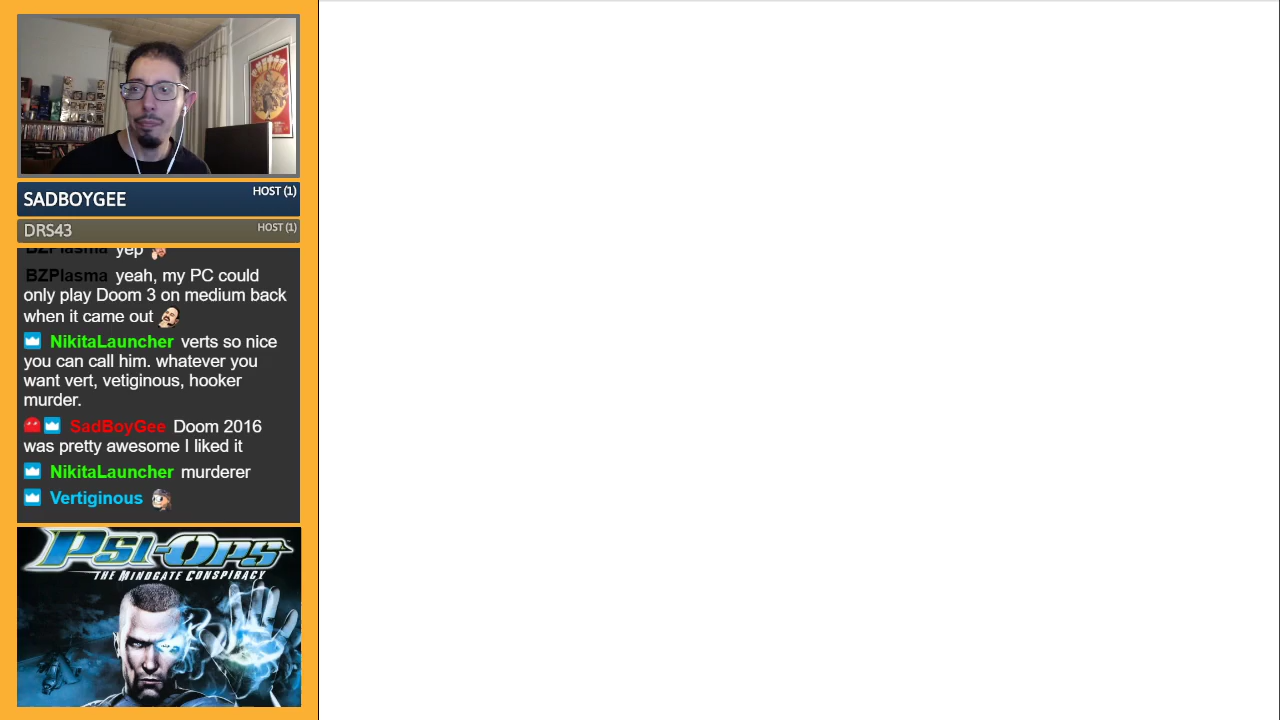 SADBOYGEE
HOST (1)
DRS43
HOST (1)
BZPlasma yep
BZPlasma yeah, my PC could
only play Doom 3 on medium back
when it came out
NikitaLauncher verts so nice
you can call him. whatever you
want vert, vetiginous, hooker
murder.
SadBoyGee Doom 2016
was pretty awesome I liked it
NikitaLauncher murderer
Vertiginous
PSI-OPS
THE MINDGATE CONSPIRACY